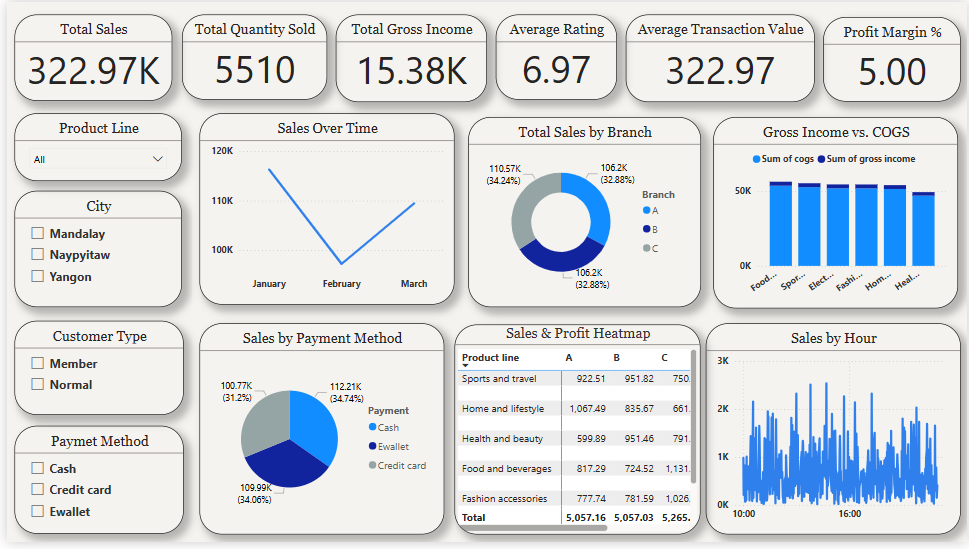 Total Sales
322.97K
Total Quantity Sold
5510
Total Gross Income
15.38K
Average Rating
6.97
Average Transaction Value
322.97
Profit Margin %
5.00
Product Line
All
City
Mandalay
Naypyitaw
Yangon
Customer Type
Member
Normal
Paymet Method
Cash
Credit card
Ewallet
Sales Over Time
120K
110K
100K
January February March
Total Sales by Branch
110.57K
(34.24%)
106.2K
(32.88%)
106.2K
(32.88%)
Branch
A
B
C
Gross Income vs. COGS
Sum of cogs Sum of gross income
50K
0K
Food... Spor... Elect... Fashi... Hom... Heal...
Sales by Payment Method
100.77K
(31.2%)
112.21K
(34.74%)
109.99K
(34.06%)
Payment
Cash
Ewallet
Credit card
Sales & Profit Heatmap
Product line A B C
Sports and travel 922.51 951.82 750.
Home and lifestyle 1,067.49 835.67 661.
Health and beauty 599.89 951.46 791.
Food and beverages 817.29 724.52 1,131.
Fashion accessories 777.74 781.59 1,026.
Total 5,057.16 5,057.03 5,265.
Sales by Hour
3K
2K
1K
0K
10:00 16:00